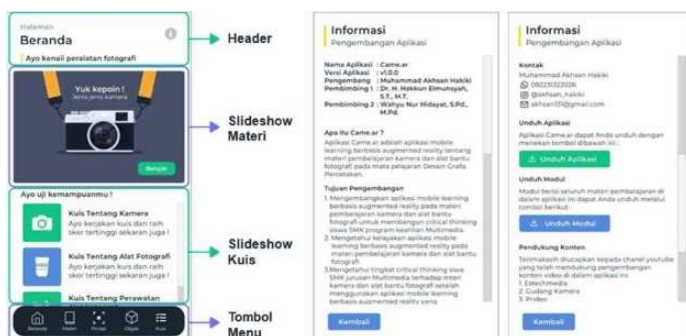 Halaman
Beranda
Ayo kenali peralatan fotografi
Yuk kepoin !
Jenis jenis kamera
Belajar
Ayo uji kemampuanmu !
Kuis Tentang Kamera
Ayo kerjakan kuis dan raih
skor tertinggi sekaran juga !
Kuis Tentang Alat Fotografi
Ayo kerjakan kuis dan raih
skor tertinggi sekaran juga !
Kuis Tentang Perawatan
Beranda
Materi
Pindai
Objek
Kuis
Header
Slideshow
Materi
Slideshow
Kuis
Tombol
Menu
Informasi
Pengembangan Aplikasi
Nama Aplikasi : Came.ar
Versi Aplikasi : v1.0.0
Pengembang : Muhammad Akhsan Hakiki
Pembimbing 1 : Dr. H. Hakkun Elmunsyah,
S.T., M.T.
Pembimbing 2 : Wahyu Nur Hidayat, S.Pd.,
M.Pd.
Apa itu Came.ar ?
Aplikasi Came.ar adalah aplikasi mobile
learning berbasis augmented reality tentang
materi pembelajaran kamera dan alat bantu
fotografi pada mata pelajaran Desain Grafis
Percetakan.
Tujuan Pengembangan
1. Mengembangkan aplikasi mobile learning
berbasis augmented reality pada materi
pembelajaran kamera dan alat bantu
fotografi untuk membangun critical thinking
siswa SMK program keahlian Multimedia.
2. Mengetahui kelayakan aplikasi mobile
learning berbasis augmented reality pada
materi pembelajaran kamera dan alat bantu
fotografi.
3.Mengetahui tingkat critical thinking siswa
SMK jurusan Multimedia terhadap materi
kamera dan alat bantu fotografi setelah
menggunakan aplikasi mobile learning
berbasis augmented reality yang
Kembali
Informasi
Pengembangan Aplikasi
Kontak
Muhammad Akhsan Hakiki
082231322026
@akhsan_hakiki
akhsan131@gmail.com
Unduh Aplikasi
Aplikasi Came.ar dapat Anda unduh dengan
menekan tombol dibawah ini :
Unduh Aplikasi
Unduh Modul
Modul berisi seluruh materi pembelajaran di
dalam aplikasi ini dapat Anda unduh melalui
tombol berikut :
Unduh Modul
Pendukung Konten
Terimakasih diucapkan kepada chanel youtube
yang telah mendukung pengembangan
konten video di dalam aplikasi ini
1. Estechmedia
2. Gudang Kamera
3. Prideo
Kembali